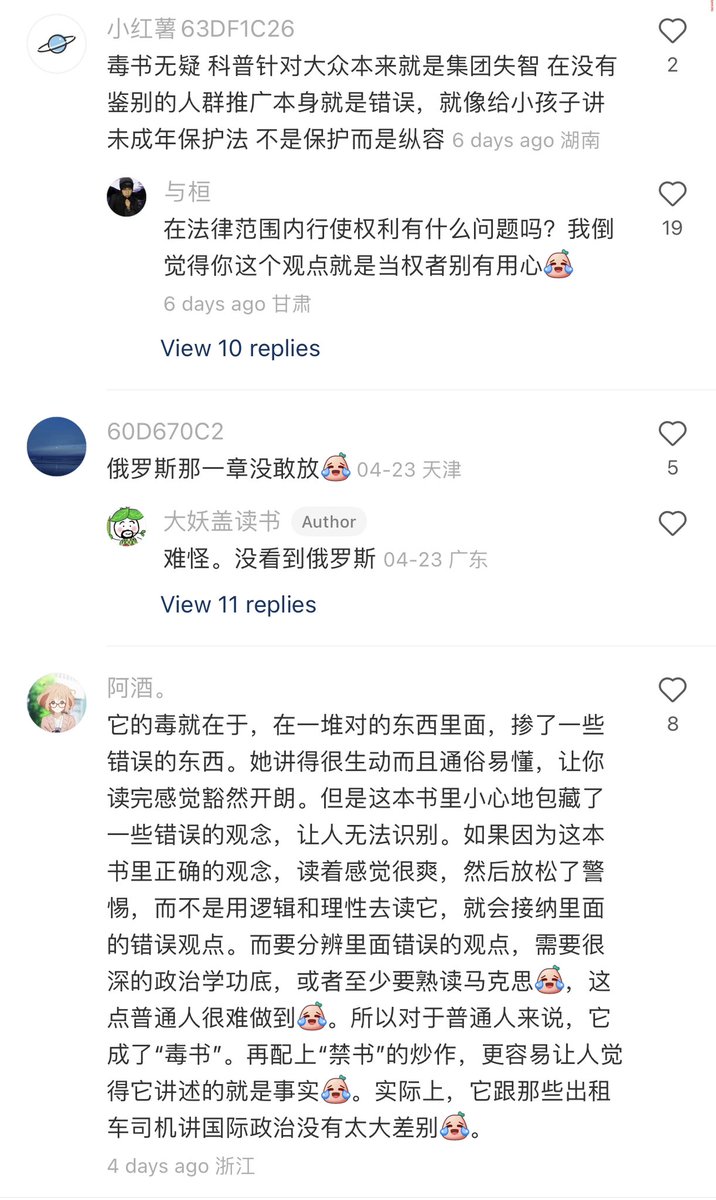 小红薯63DF1C26
毒书无疑 科普针对大众本来就是集团失智 在没有
2
鉴别的人群推广本身就是错误，就像给小孩子讲
未成年保护法 不是保护而是纵容 6 days ago 湖南
与桓
在法律范围内行使权利有什么问题吗？我倒
19
觉得你这个观点就是当权者别有用心
6 days ago 甘肃
View 10 replies
60D670C2
俄罗斯那一章没敢放 04-23 天津
5
大妖盖读书 Author
难怪。没看到俄罗斯 04-23 广东
View 11 replies
阿酒。
它的毒就在于，在一堆对的东西里面，掺了一些
8
错误的东西。她讲得很生动而且通俗易懂，让你
读完感觉豁然开朗。但是这本书里小心地包藏了
一些错误的观念，让人无法识别。如果因为这本
书里正确的观念，读着感觉很爽，然后放松了警
惕，而不是用逻辑和理性去读它，就会接纳里面
的错误观点。而要分辨里面错误的观点，需要很
深的政治学功底，或者至少要熟读马克思，这
点普通人很难做到。所以对于普通人来说，它
成了“毒书”。再配上“禁书”的炒作，更容易让人觉
得它讲述的就是事实。实际上，它跟那些出租
车司机讲国际政治没有太大差别。
4 days ago 浙江